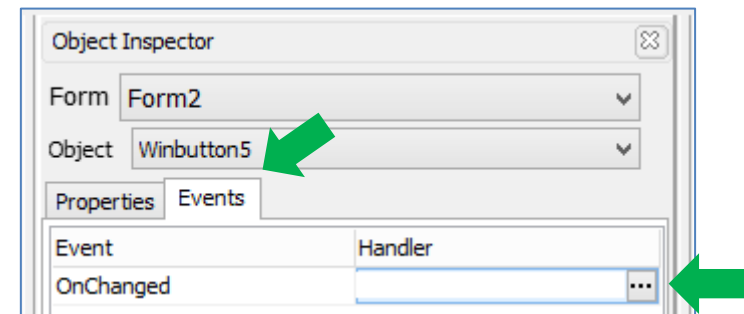 Object Inspector
Form Form2
Object Winbutton5
Properties Events
Event Handler
OnChanged ...